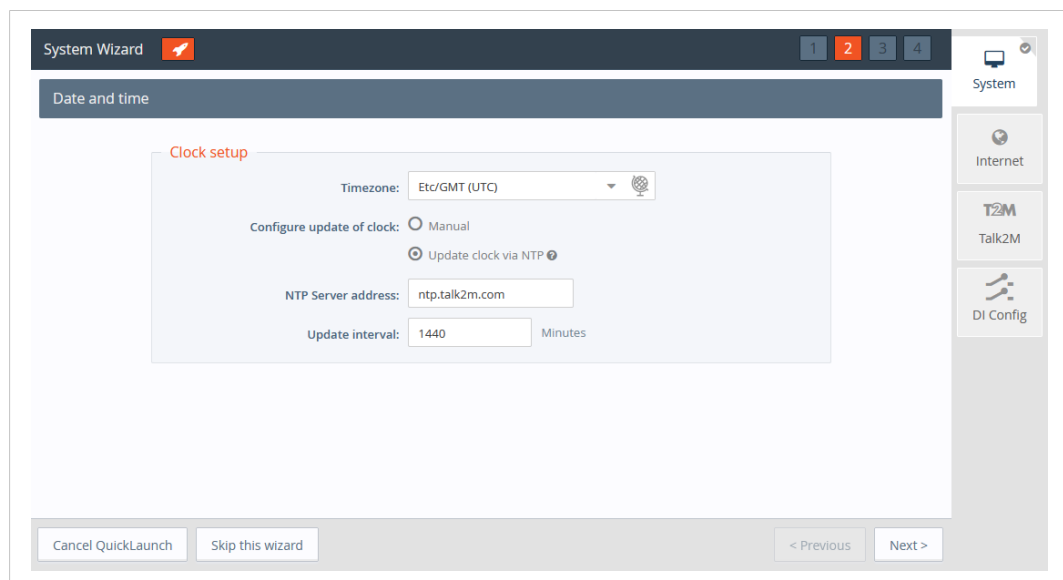 System Wizard
1 2 3 4
System
Date and time
Internet
Clock setup
Timezone: Etc/GMT (UTC)
T2M
Talk2M
Configure update of clock: Manual
Update clock via NTP ?
NTP Server address: ntp.talk2m.com
DI Config
Update interval: 1440 Minutes
Cancel QuickLaunch Skip this wizard < Previous Next >